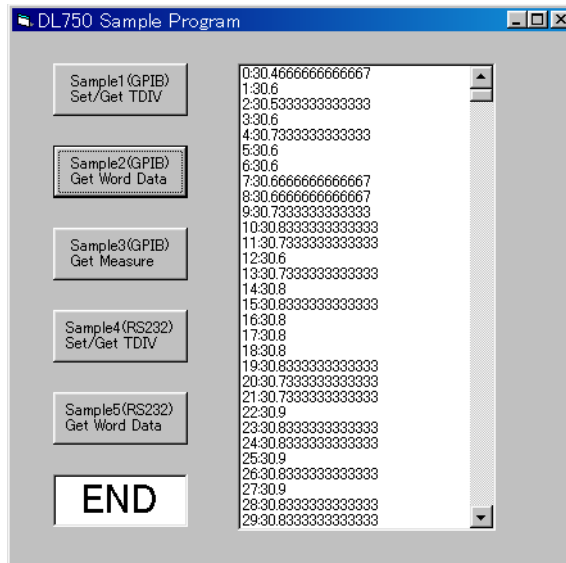 DL750 Sample Program
Sample1(GPIB)
Set/Get TDIV
Sample2(GPIB)
Get Word Data
Sample3(GPIB)
Get Measure
Sample4(RS232)
Set/Get TDIV
Sample5(RS232)
Get Word Data
END
0:30.4666666666667
1:30.6
2:30.5333333333333
3:30.6
4:30.7333333333333
5:30.6
6:30.6
7:30.6666666666667
8:30.6666666666667
9:30.7333333333333
10:30.8333333333333
11:30.7333333333333
12:30.6
13:30.7333333333333
14:30.8
15:30.8333333333333
16:30.8
17:30.8
18:30.8
19:30.8333333333333
20:30.7333333333333
21:30.7333333333333
22:30.9
23:30.8333333333333
24:30.8333333333333
25:30.9
26:30.8333333333333
27:30.9
28:30.8333333333333
29:30.8333333333333